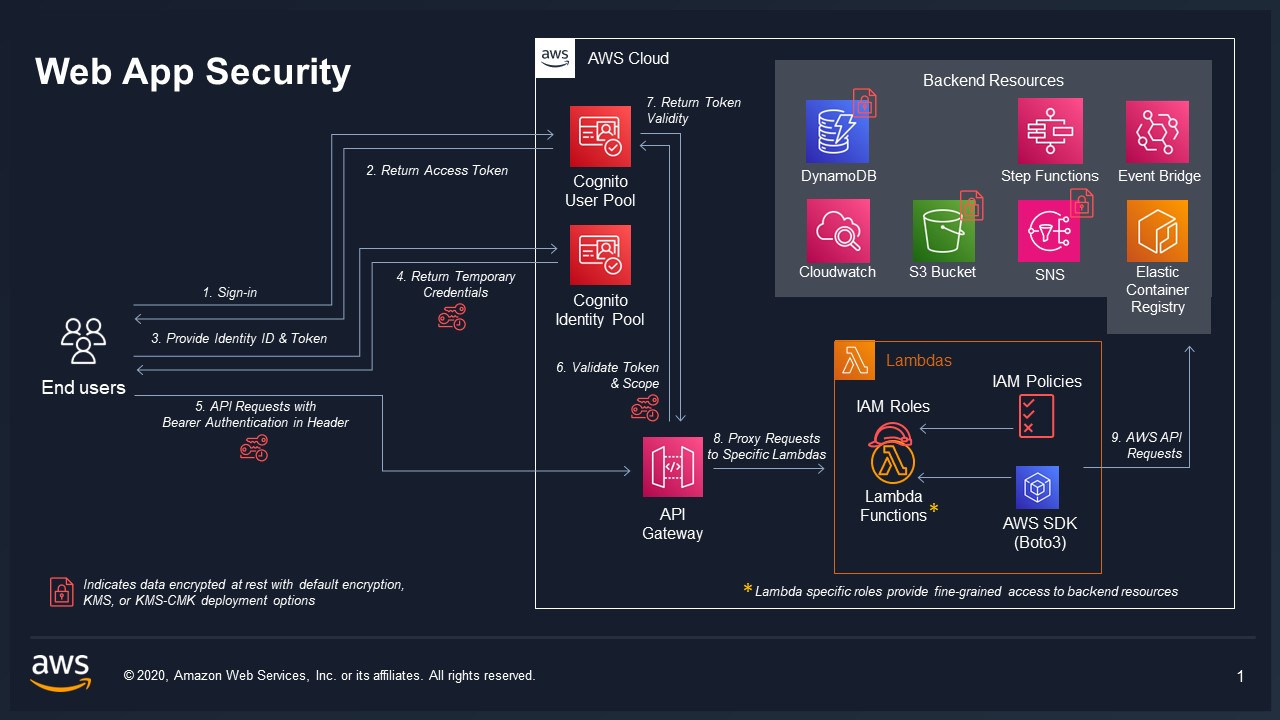 Web App Security
aws
AWS Cloud
Backend Resources
7. Return Token
Validity
DynamoDB
Step Functions
Event Bridge
2. Return Access Token
Cognito
User Pool
Cloudwatch
S3 Bucket
SNS
Elastic
Container
Registry
4. Return Temporary
Credentials
1. Sign-in
Cognito
Identity Pool
3. Provide Identity ID & Token
End users
6. Validate Token
& Scope
5. API Requests with
Bearer Authentication in Header
Lambdas
IAM Policies
IAM Roles
8. Proxy Requests
to Specific Lambdas
9. AWS API
Requests
API
Gateway
Lambda
Functions*
AWS SDK
(Boto3)
Indicates data encrypted at rest with default encryption,
KMS, or KMS-CMK deployment options
* Lambda specific roles provide fine-grained access to backend resources
aws
© 2020, Amazon Web Services, Inc. or its affiliates. All rights reserved.
1